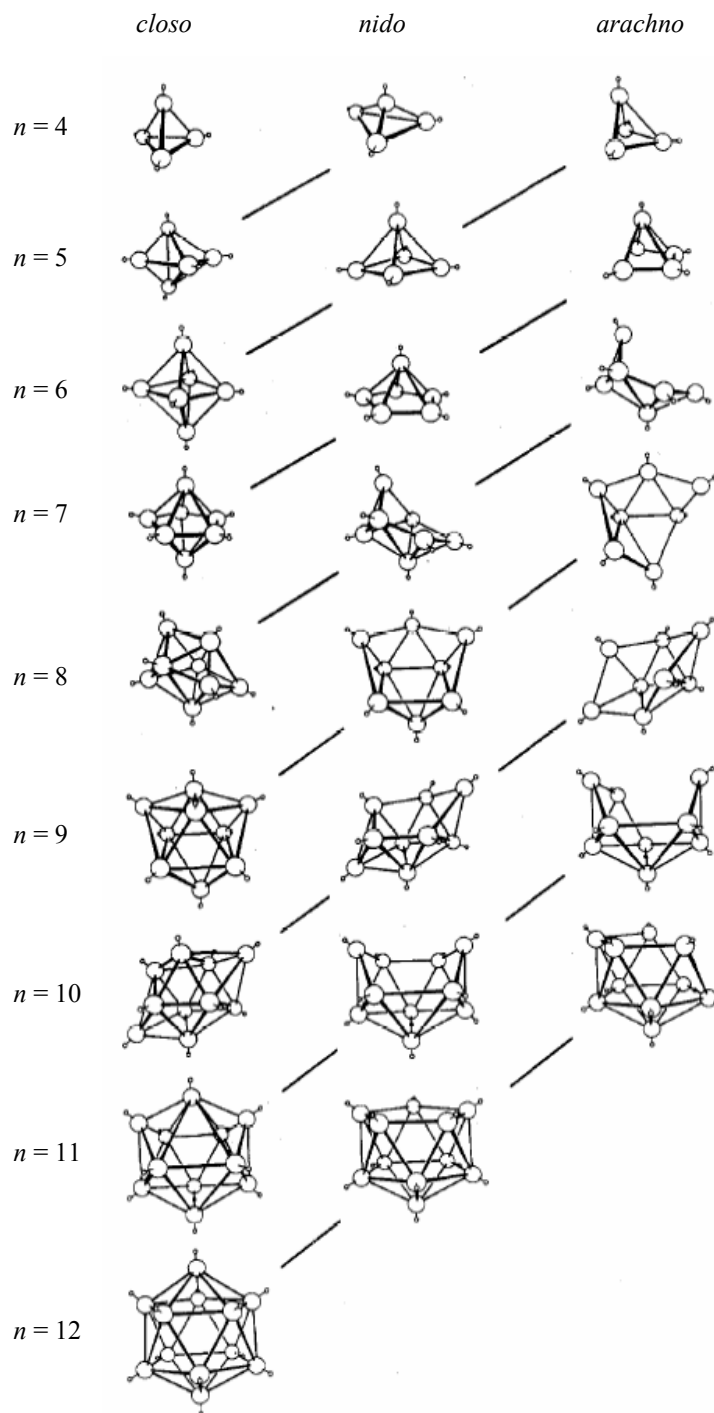 closo nido arachno
n = 4
n = 5
n = 6
n = 7
n = 8
n = 9
n = 10
n = 11
n = 12